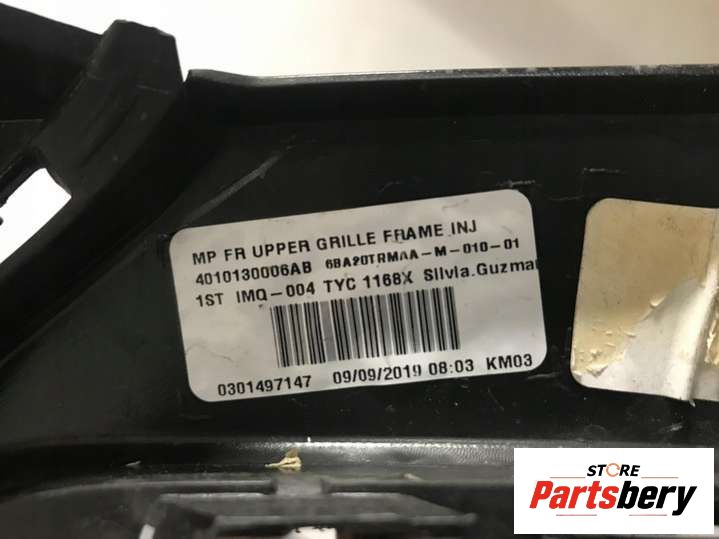 MP FR UPPER GRILLE FRAME INJ
4010130006AB 6BA20TRMAA-M-010-01
1ST IMQ-004 TYC 1168X Silvia.Guzma
0301497147 09/09/2019 08:03 KM03
STORE
Partsbery